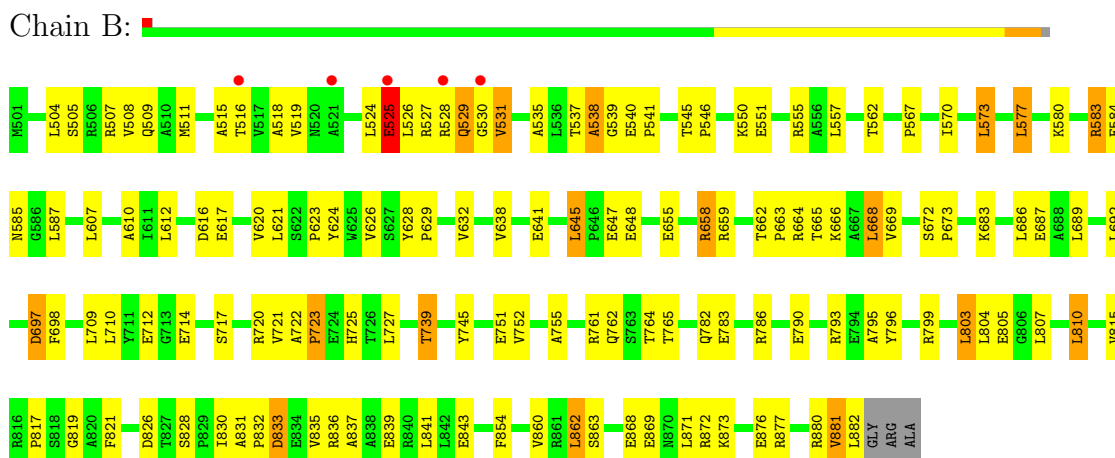 Chain B:
M501 L504 S505 R506 R507 V508 Q509 A510 M511 A515 T516 V517 A518 V519 N520 A521 L524 E525 L526 R527 R528 Q529 G530 V531 A535 L536 T537 A538 G539 E540 P541 T545 P546 K550 E551 R555 A556 L557 T562 P567 I570 L573 L577 K580 R583
N585 G586 L587 L607 A610 I611 L612 D616 E617 V620 L621 S622 P623 Y624 W625 V626 S627 Y628 P629 V632 V638 E641 L645 P646 E647 E648 E655 R658 R659 T662 P663 R664 T665 K666 A667 L668 V669 S672 P673 K683 L686 E687 A688 L689
D697 F698 L709 L710 Y711 E712 G713 E714 S717 R720 V721 A722 P723 E724 H725 T726 L727 T739 Y745 E751 V752 A755 R761 Q762 S763 T764 T765 Q782 E783 R786 E790 R793 E794 A795 Y796 R799 L803 L804 E805 G806 L807 L810
R816 P817 S818 G819 A820 F821 D826 T827 S828 P829 I830 A831 P832 D833 E834 V835 R836 A837 A838 E839 R840 L841 L842 E843 F854 V860 R861 L862 S863 E868 E869 N870 L871 R872 K873 E876 R877 R880 V881 L882 GLY ARG ALA